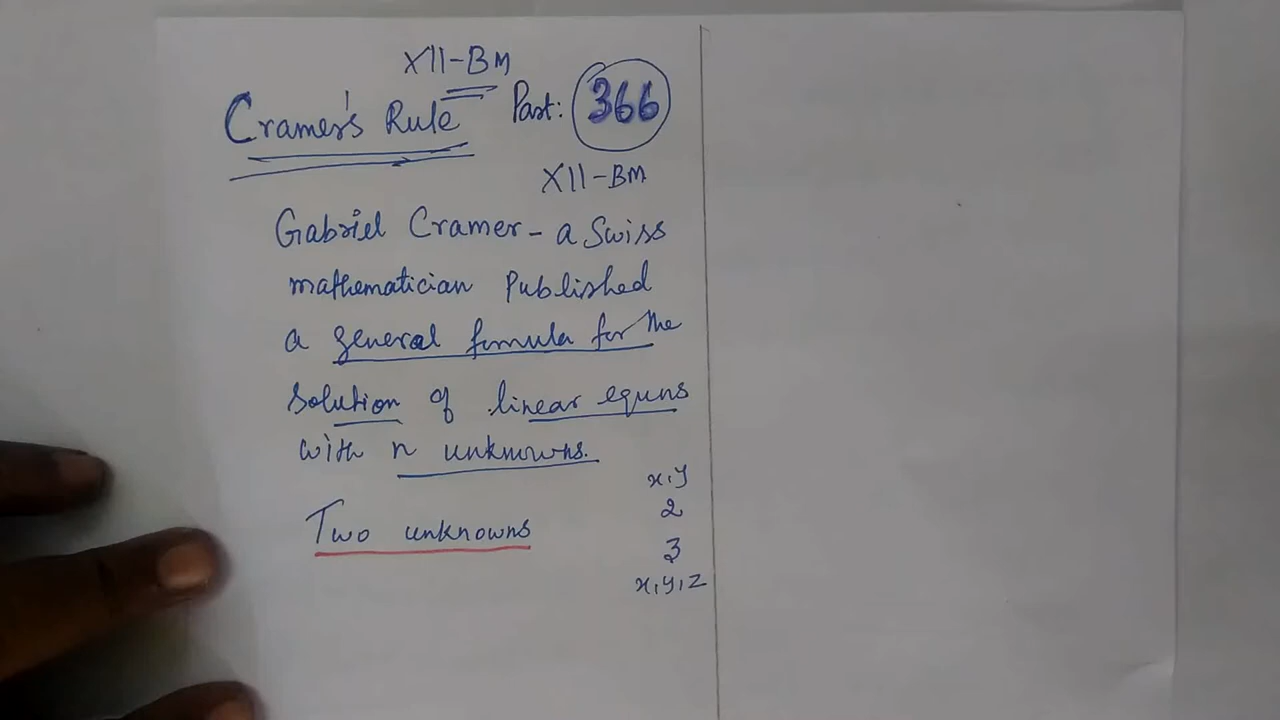 XII-BM
Cramer's Rule Part: 366
XII-BM
Gabriel Cramer - a Swiss
mathematician Published
a general formula for the
solution of linear equns
with n unknowns.
x,y
2
Two unknowns
3
x,y,z